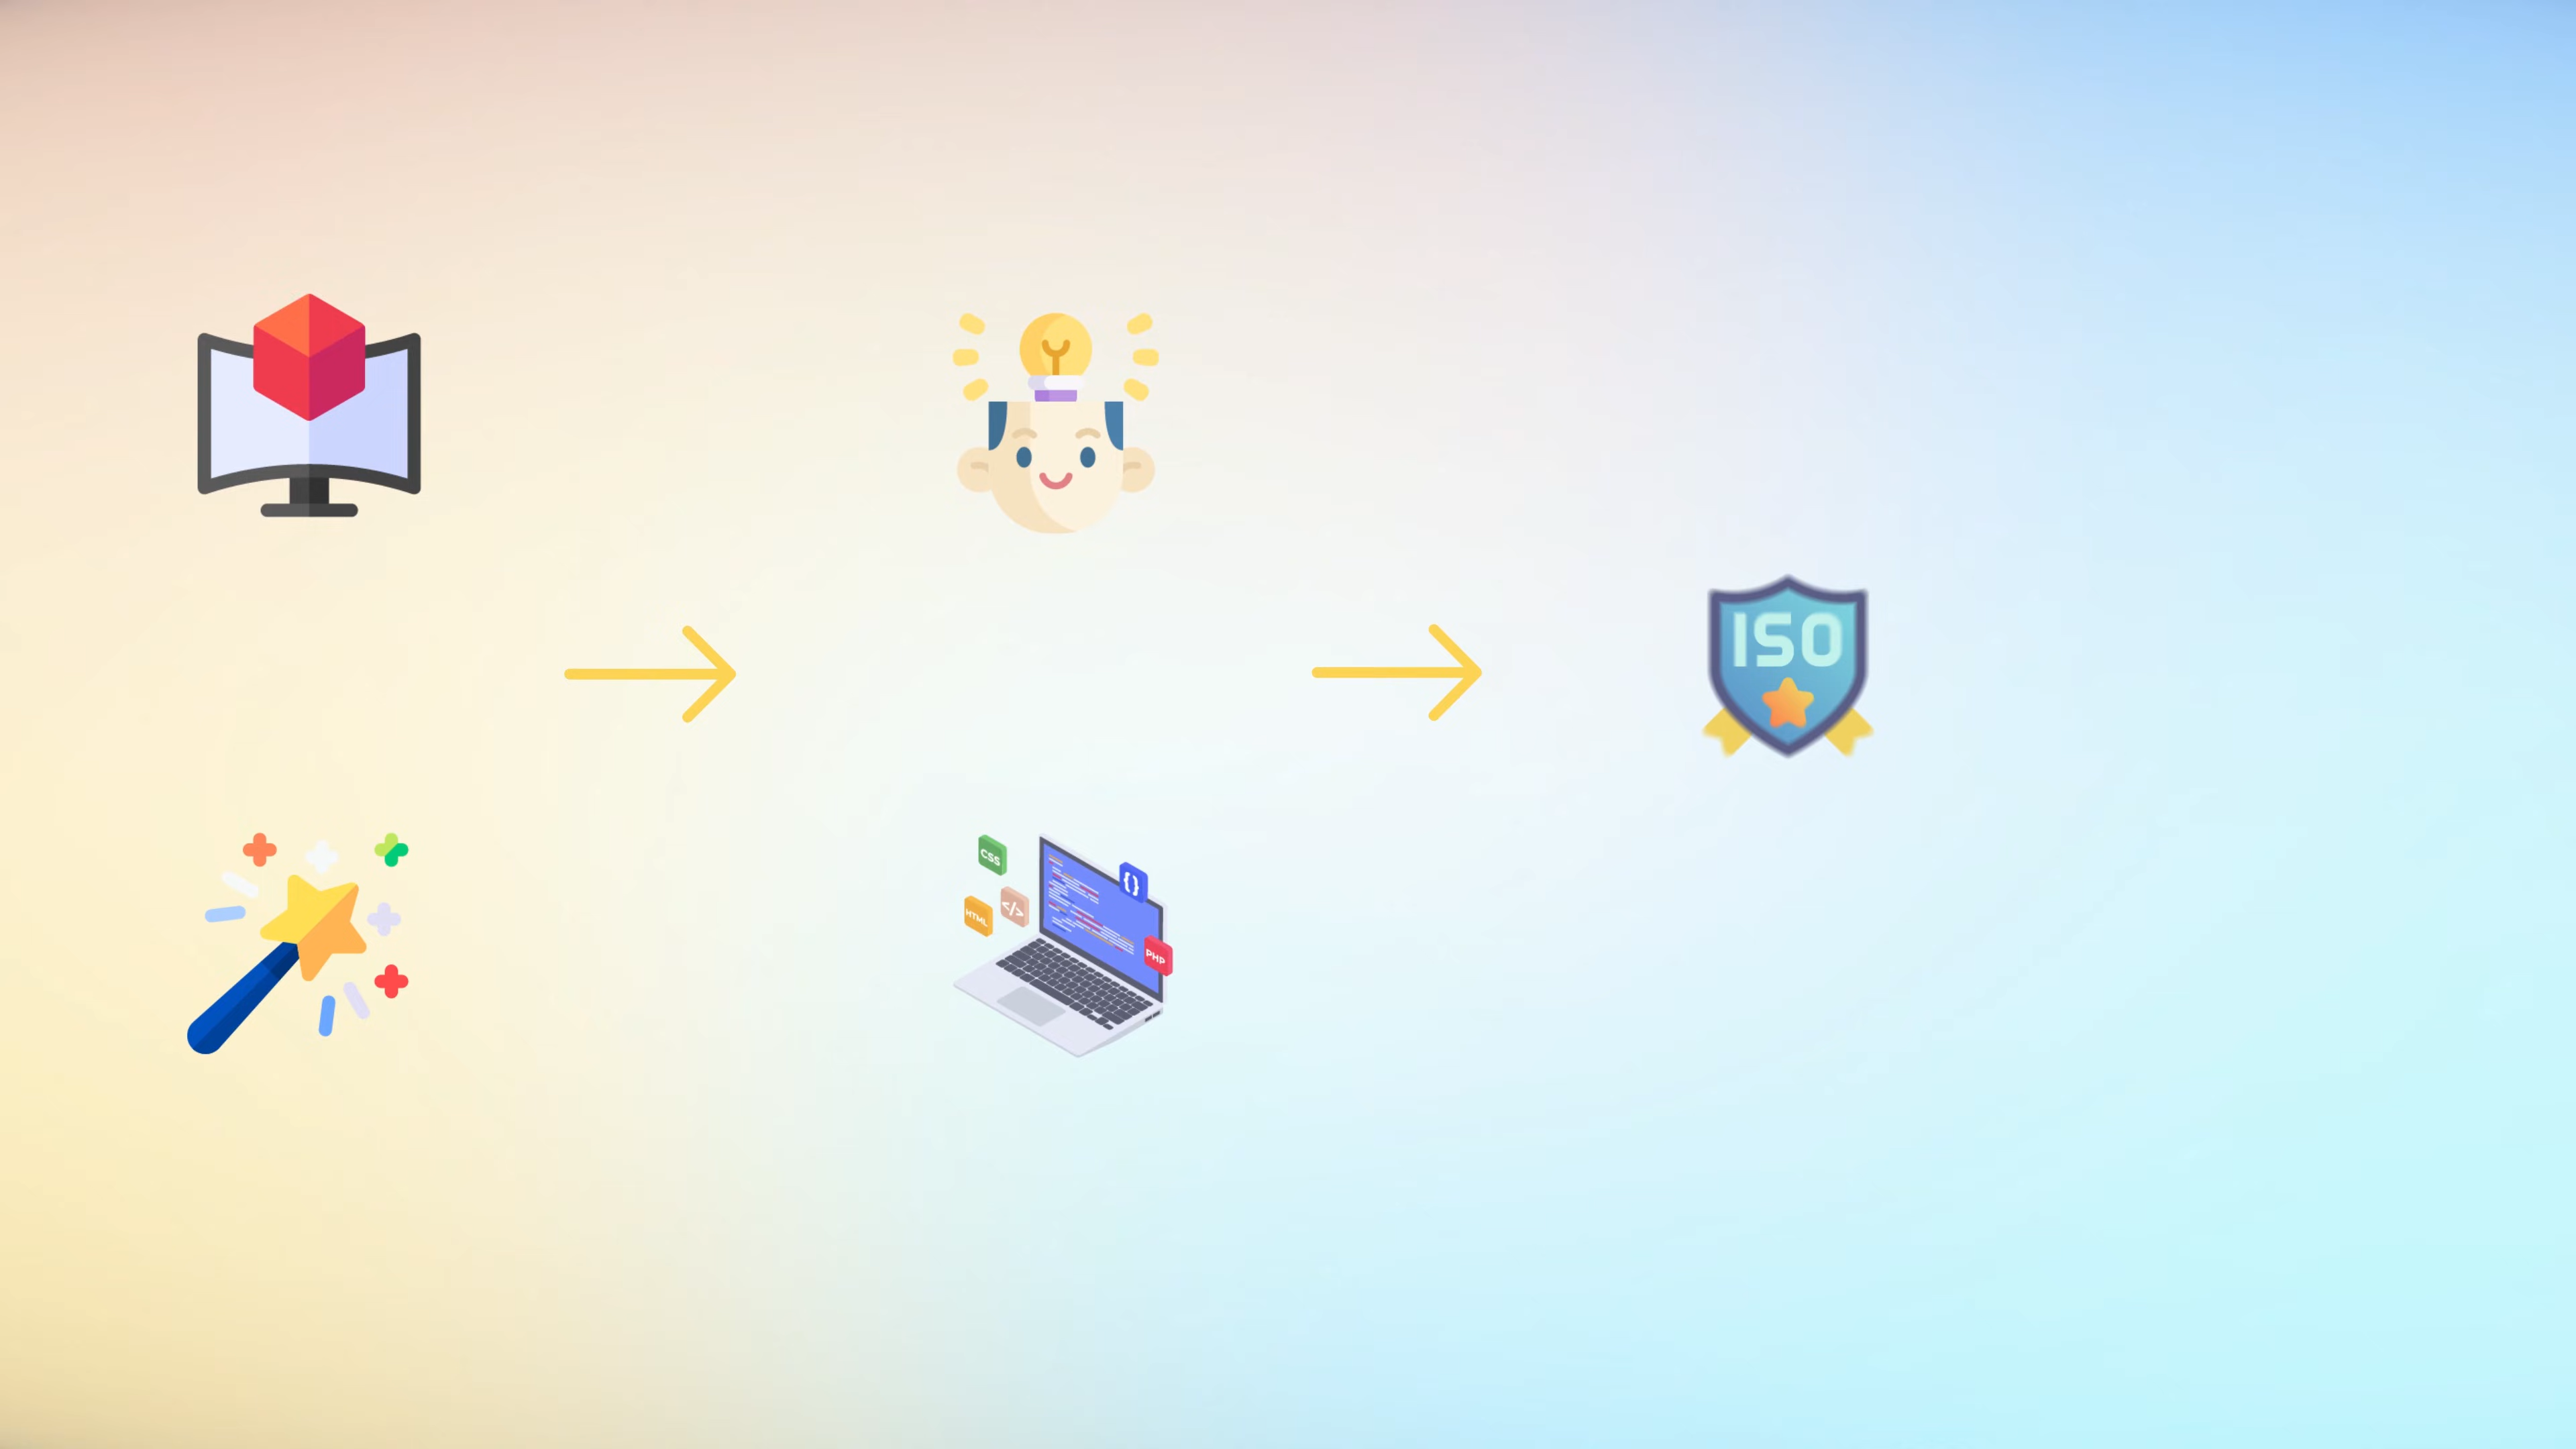 ISO
CSS
{}
</>
HTML
PHP